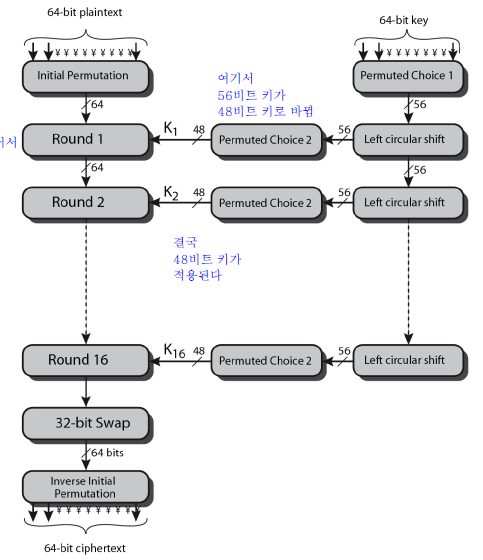 64-bit plaintext
64-bit key
¥ ¥ ¥ ¥ ¥ ¥ ¥ ¥ ¥
¥ ¥ ¥ ¥ ¥ ¥ ¥ ¥
Initial Permutation
Permuted Choice 1
여기서
56비트 키가
48비트 키로 바뀜
64
56
Round 1
K1
48
Permuted Choice 2
56
Left circular shift
64
56
Round 2
K2
48
Permuted Choice 2
56
Left circular shift
결국
48비트 키가
적용된다
Round 16
K16
48
Permuted Choice 2
56
Left circular shift
32-bit Swap
64 bits
Inverse Initial
Permutation
¥ ¥ ¥ ¥ ¥ ¥ ¥ ¥ ¥
64-bit ciphertext